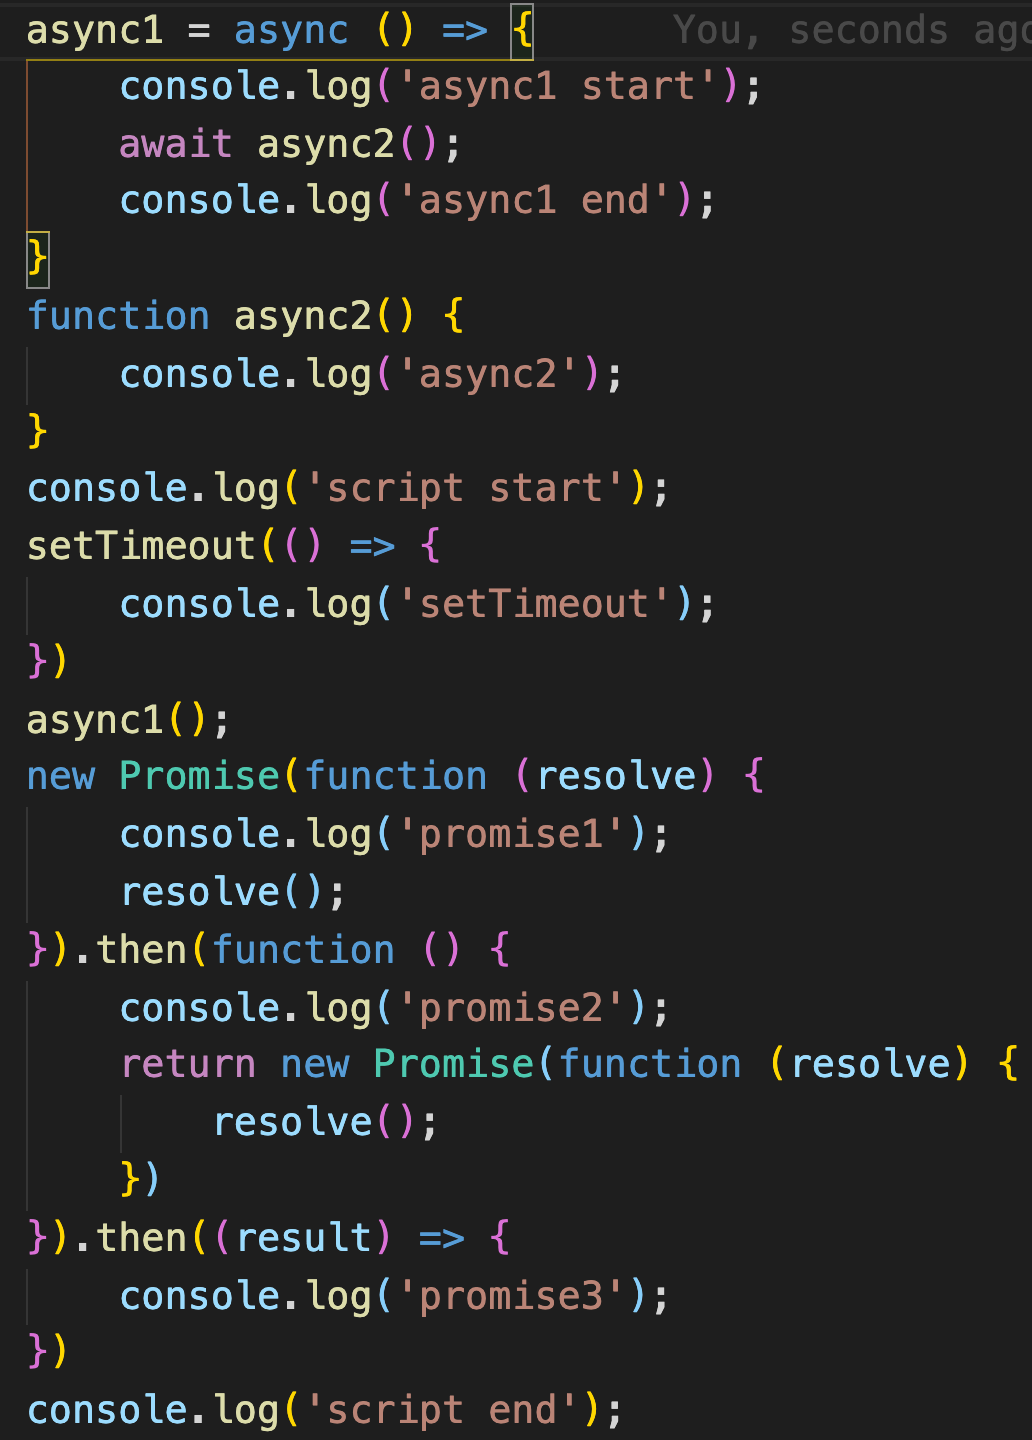 async1 = async () => {    You, seconds ago
    console.log('async1 start');
    await async2();
    console.log('async1 end');
}
function async2() {
    console.log('async2');
}
console.log('script start');
setTimeout(() => {
    console.log('setTimeout');
})
async1();
new Promise(function (resolve) {
    console.log('promise1');
    resolve();
}).then(function () {
    console.log('promise2');
    return new Promise(function (resolve) {
        resolve();
    })
}).then((result) => {
    console.log('promise3');
})
console.log('script end');